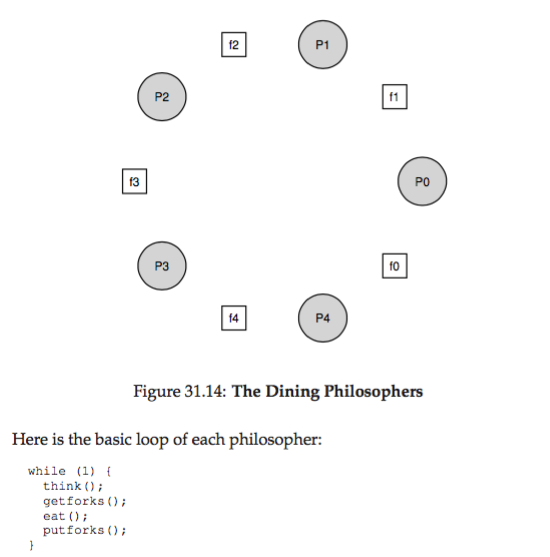 f2
P1
P2
f1
f3
P0
P3
f0
f4
P4
Figure 31.14: The Dining Philosophers
Here is the basic loop of each philosopher:
while (1) {
think();
getforks();
eat();
putforks();
}